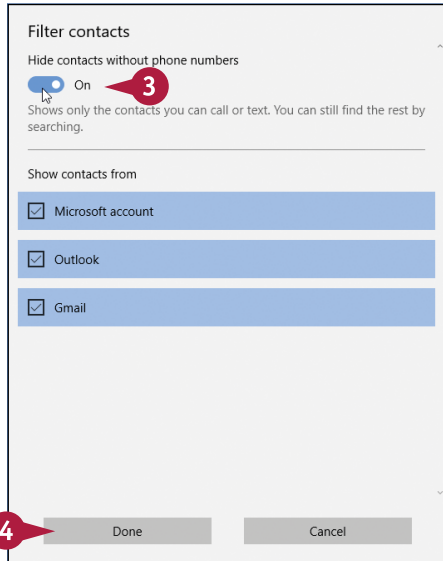 Filter contacts
Hide contacts without phone numbers
On
3
Shows only the contacts you can call or text. You can still find the rest by
searching.
Show contacts from
Microsoft account
Outlook
Gmail
4
Done
Cancel